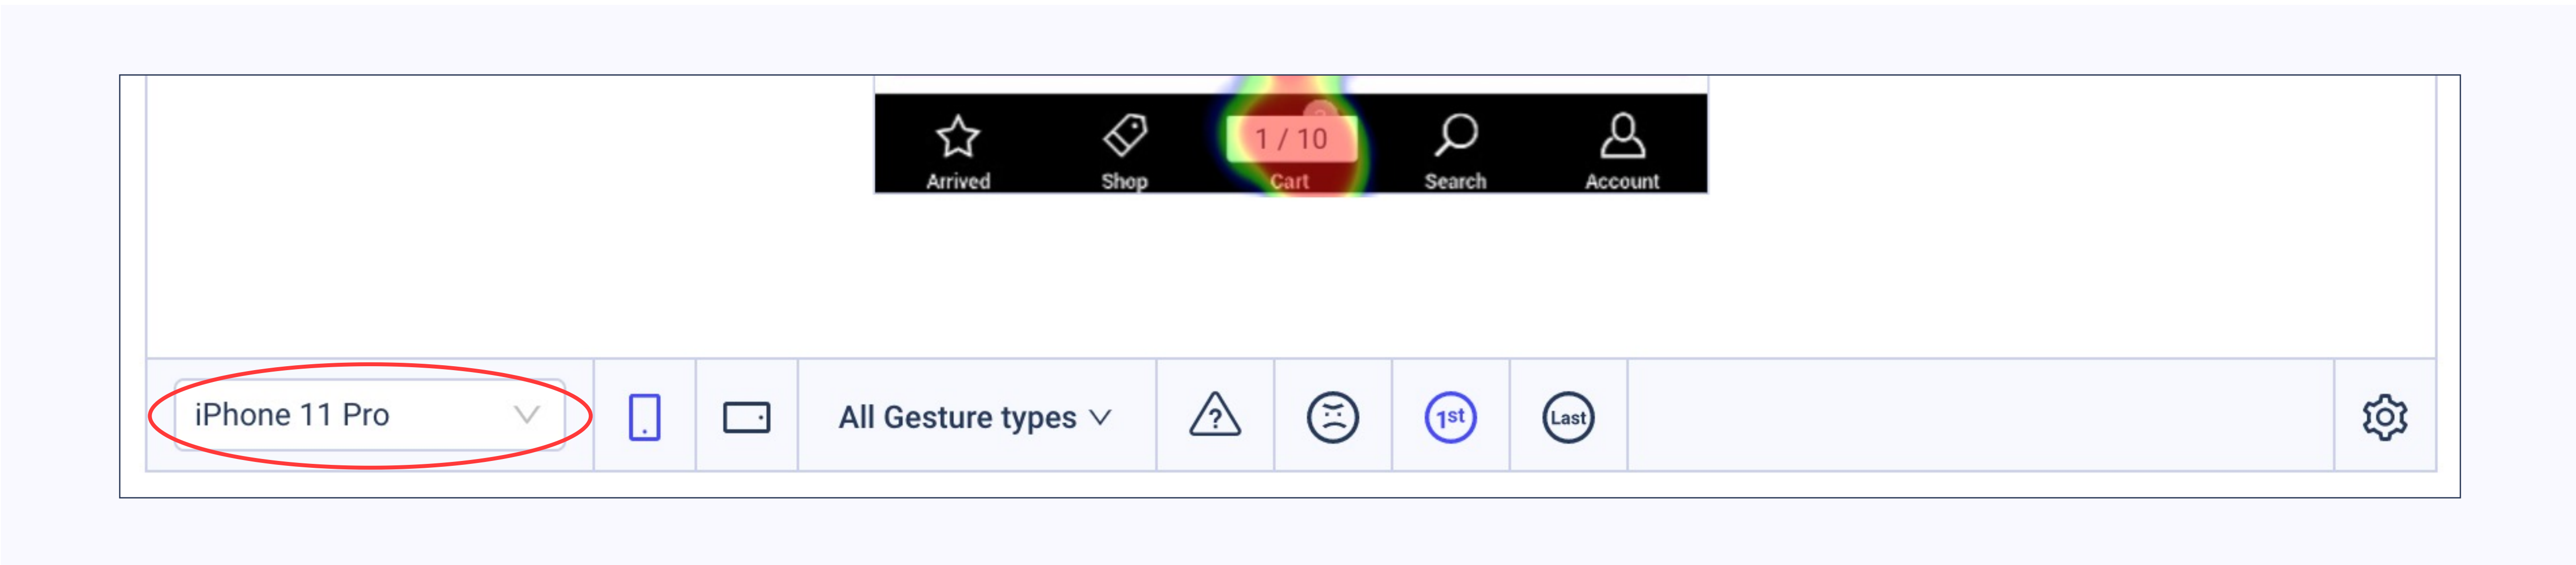 1 / 10
Arrived Shop Cart Search Account
iPhone 11 Pro All Gesture types ? 1st Last